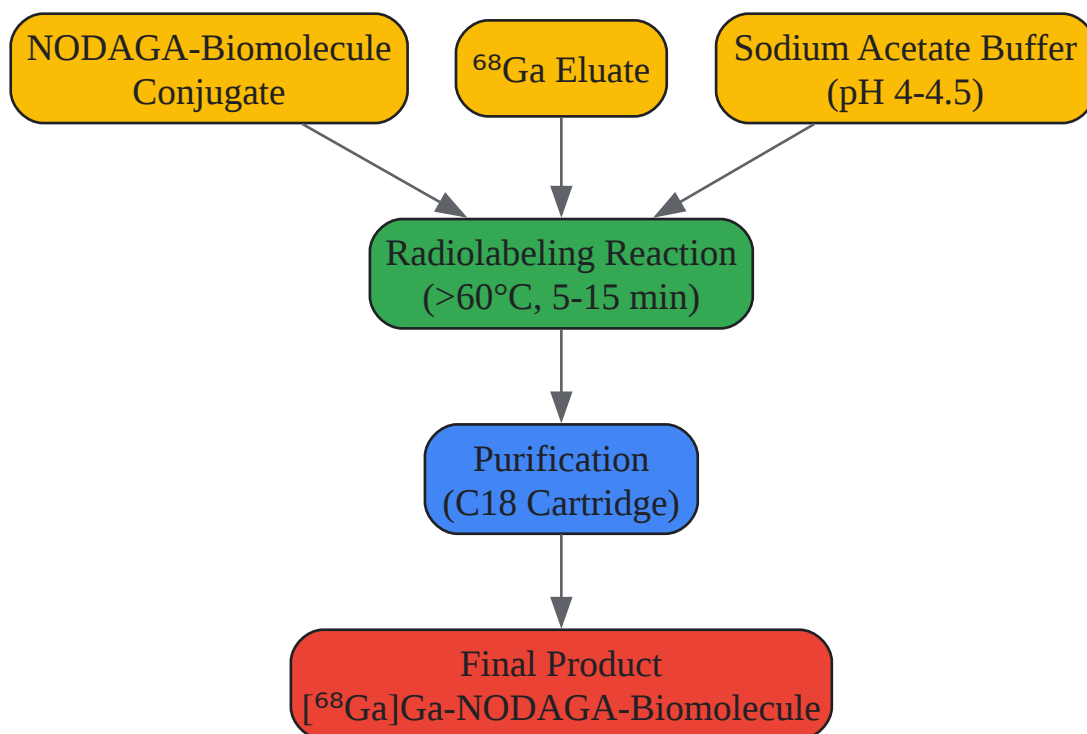 NODAGA-Biomolecule
Conjugate
⁶⁸Ga Eluate
Sodium Acetate Buffer
(pH 4-4.5)
Radiolabeling Reaction
(>60°C, 5-15 min)
Purification
(C18 Cartridge)
Final Product
[⁶⁸Ga]Ga-NODAGA-Biomolecule